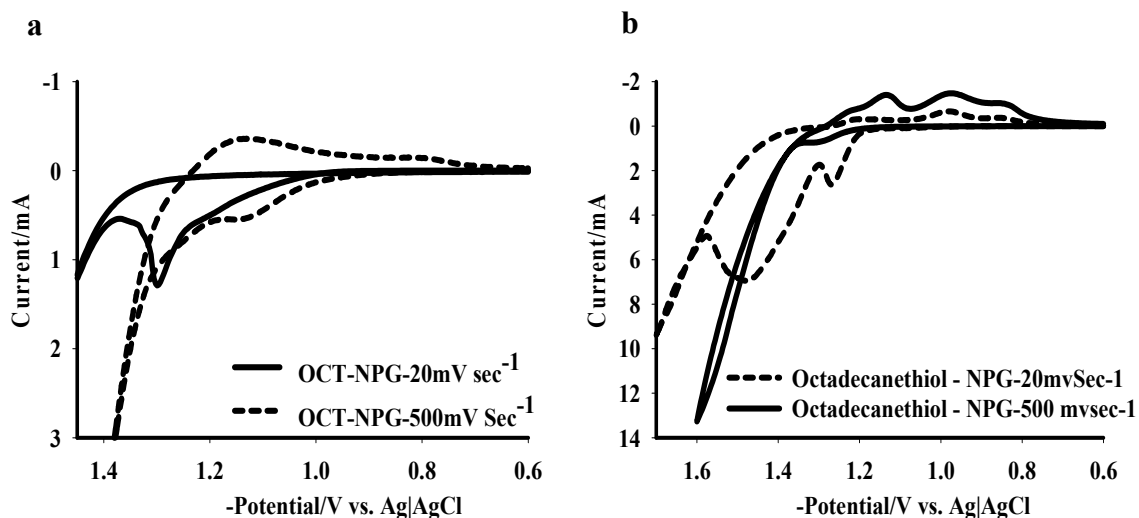 a
-1
0
1
2
3
Current/mA
1.4 1.2 1.0 0.8 0.6
-Potential/V vs. Ag|AgCl
OCT-NPG-20mV sec-1
OCT-NPG-500mV Sec-1
b
-2
0
2
4
6
8
10
12
14
Current/mA
1.6 1.4 1.2 1.0 0.8 0.6
-Potential/V vs. Ag|AgCl
Octadecanethiol - NPG-20mvSec-1
Octadecanethiol - NPG-500 mvsec-1